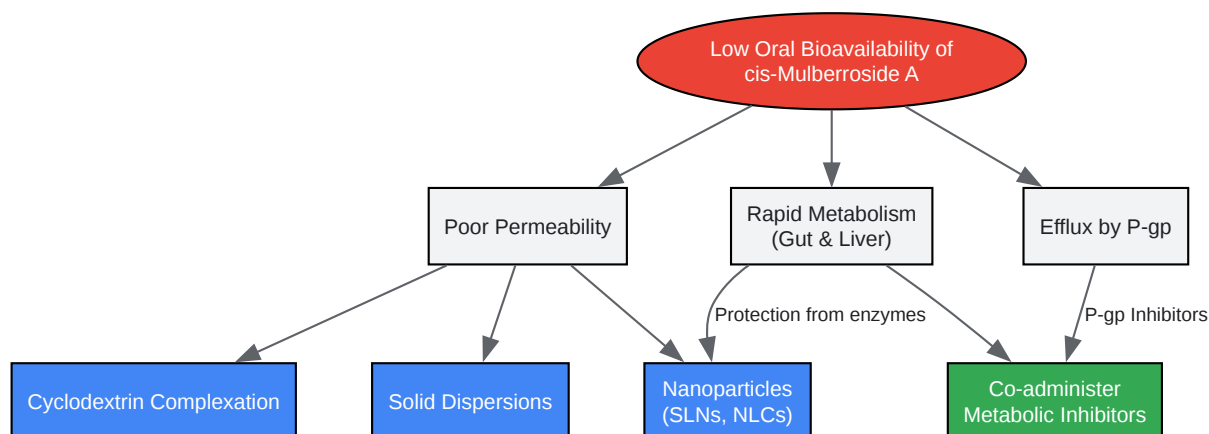 Low Oral Bioavailability of
cis-Mulberroside A
Poor Permeability
Rapid Metabolism
(Gut & Liver)
Efflux by P-gp
Protection from enzymes
P-gp Inhibitors
Cyclodextrin Complexation
Solid Dispersions
Nanoparticles
(SLNs, NLCs)
Co-administer
Metabolic Inhibitors